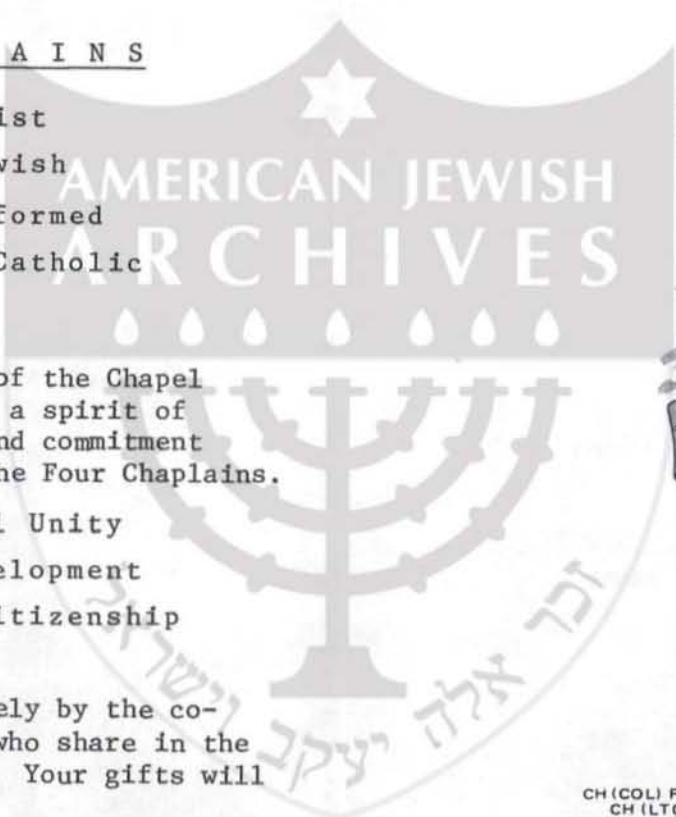 A I N S
ist
wish
formed
Catholic
of the Chapel
a spirit of
nd commitment
he Four Chaplains.
l Unity
elopment
itizenship
ely by the co-
who share in the
Your gifts will
AMERICAN JEWISH
ARCHIVES
זכר אלה יעקב וישראל
CH(COL) F
CH (LTC